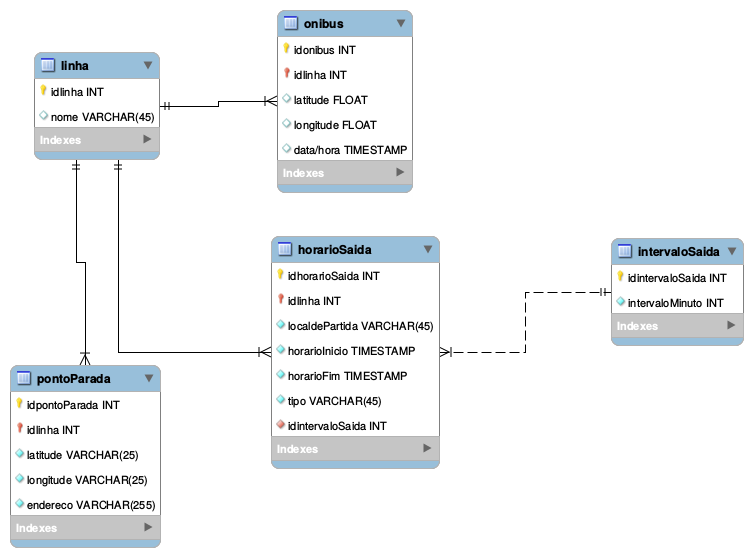 linha
idlinha INT
nome VARCHAR(45)
Indexes
onibus
idonibus INT
idlinha INT
latitude FLOAT
longitude FLOAT
data/hora TIMESTAMP
Indexes
horarioSaida
idhorarioSaida INT
idlinha INT
localdePartida VARCHAR(45)
horarioInicio TIMESTAMP
horarioFim TIMESTAMP
tipo VARCHAR(45)
idintervaloSaida INT
Indexes
intervaloSaida
idintervaloSaida INT
intervaloMinuto INT
Indexes
pontoParada
idpontoParada INT
idlinha INT
latitude VARCHAR(25)
longitude VARCHAR(25)
endereco VARCHAR(255)
Indexes